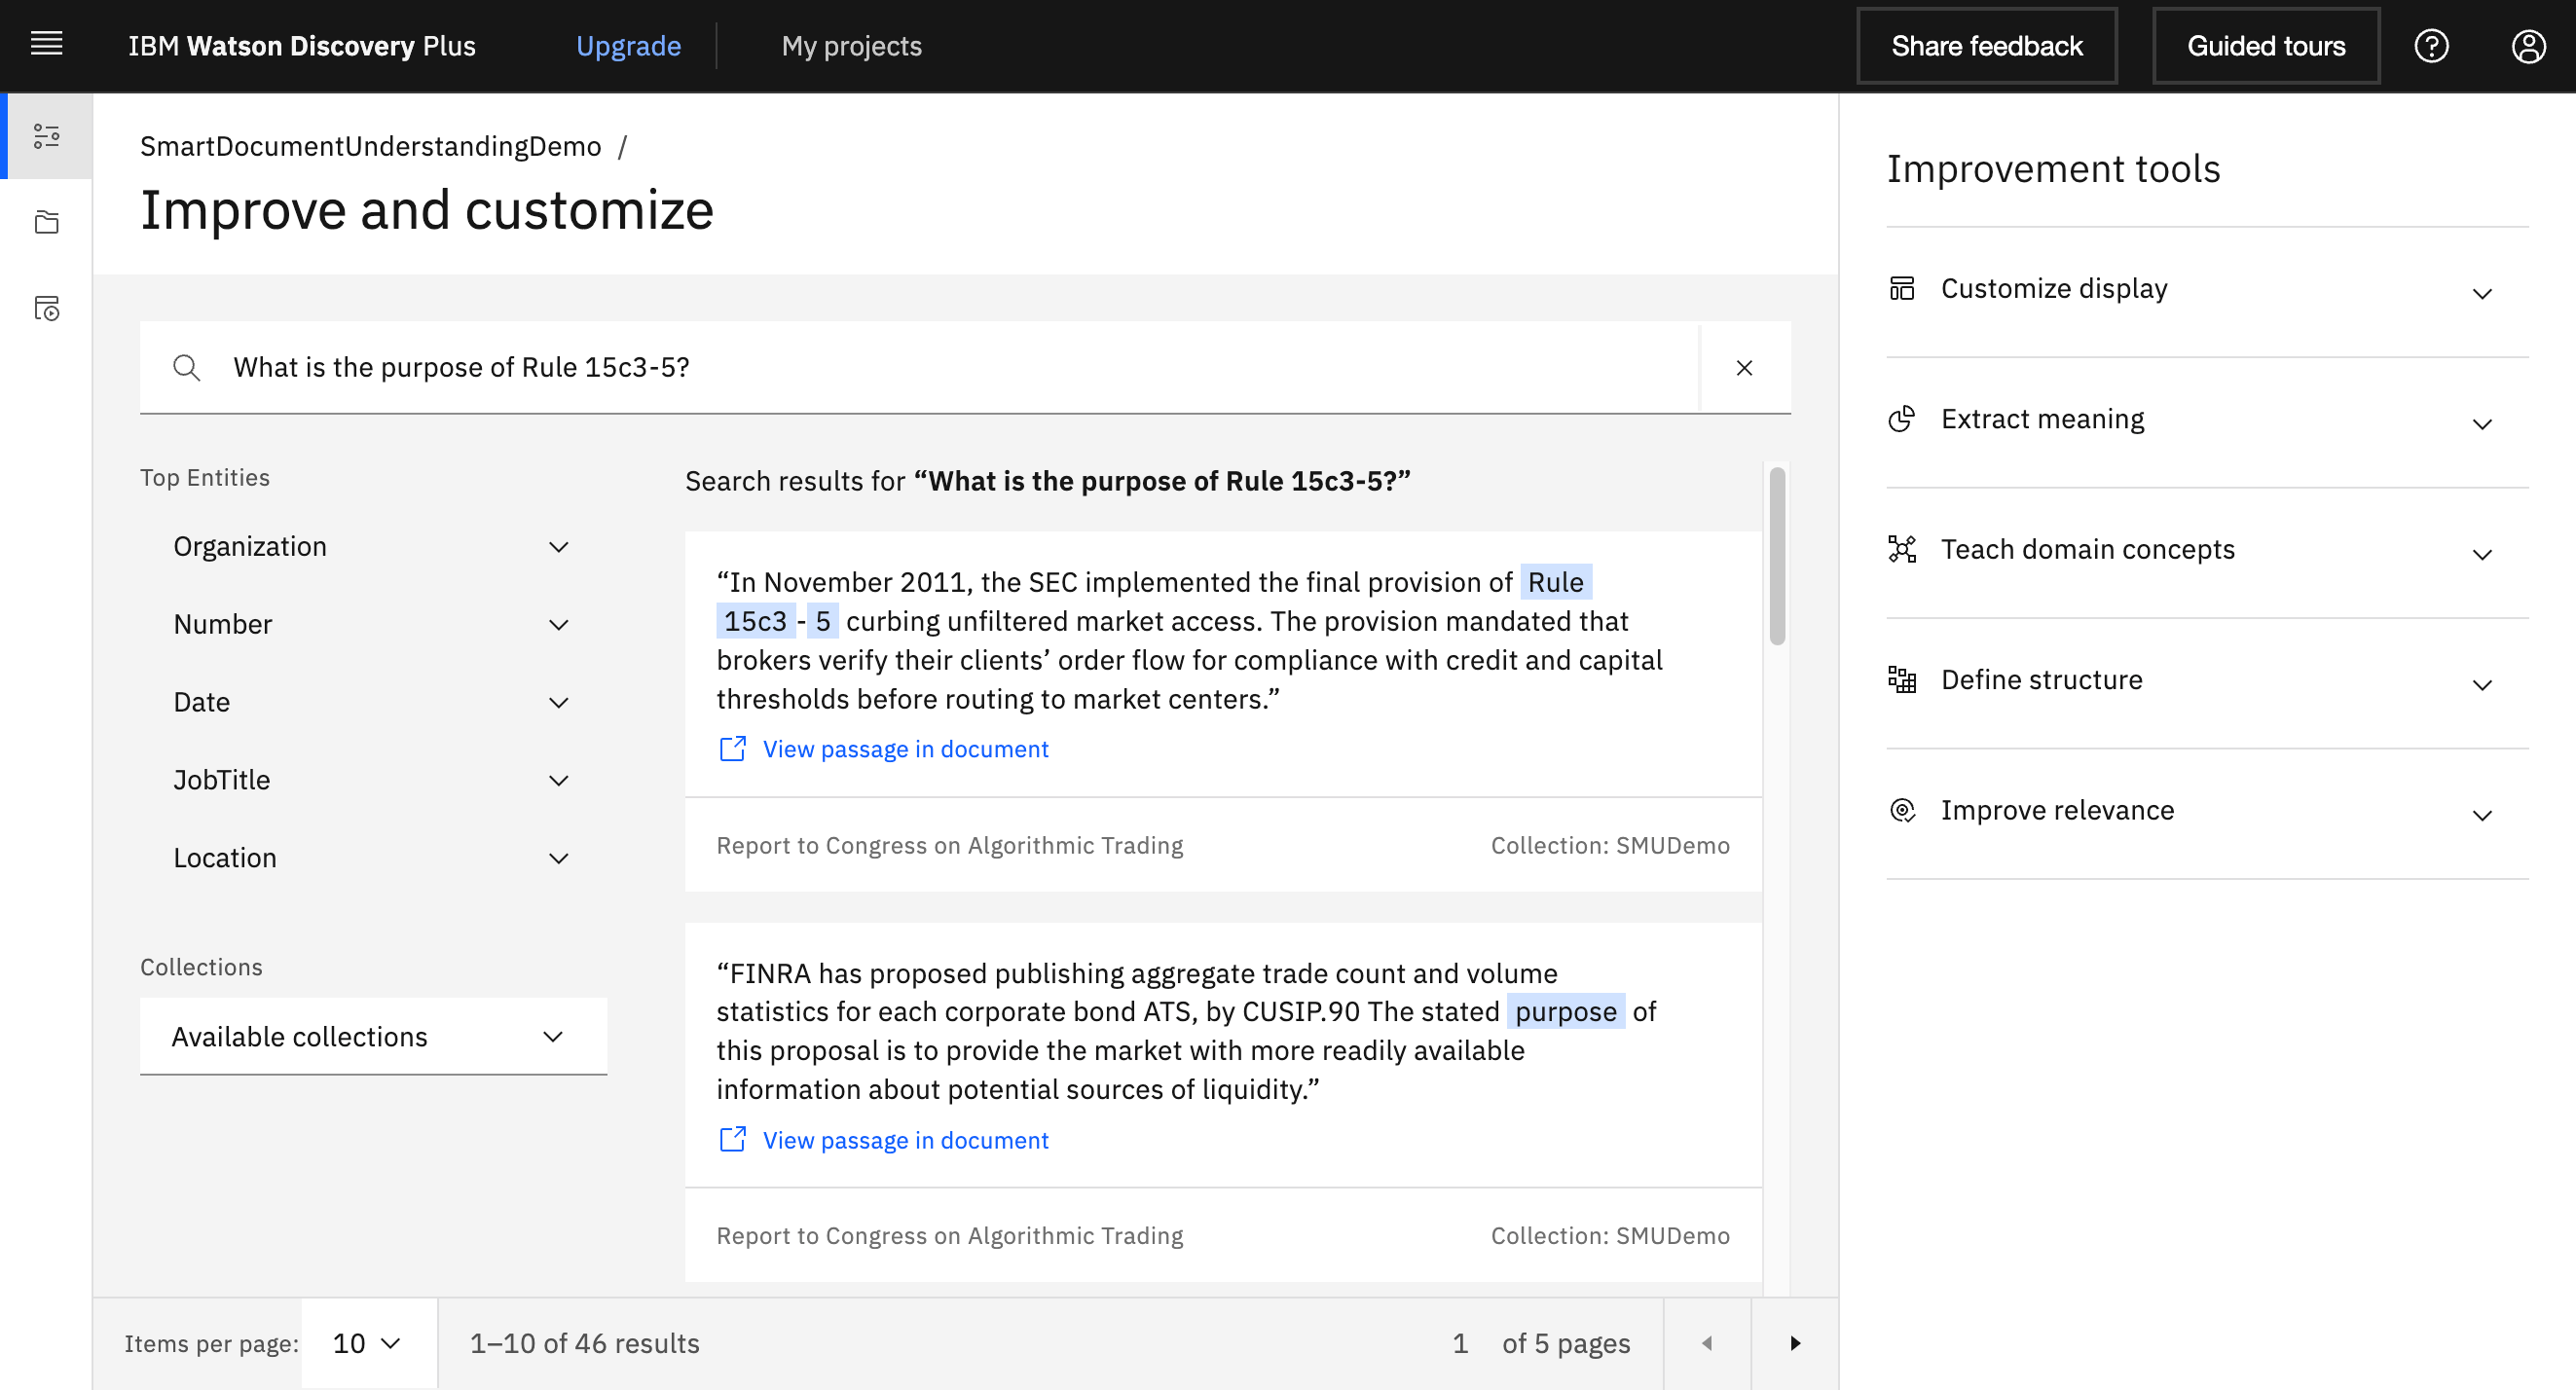 IBM Watson Discovery Plus
Upgrade
My projects
Share feedback
Guided tours
SmartDocumentUnderstandingDemo /
Improve and customize
What is the purpose of Rule 15c3-5?
Top Entities
Organization
Number
Date
JobTitle
Location
Collections
Available collections
Search results for “What is the purpose of Rule 15c3-5?”
“In November 2011, the SEC implemented the final provision of Rule
15c3-5 curbing unfiltered market access. The provision mandated that
brokers verify their clients’ order flow for compliance with credit and capital
thresholds before routing to market centers.”
View passage in document
Report to Congress on Algorithmic Trading
Collection: SMUDemo
“FINRA has proposed publishing aggregate trade count and volume
statistics for each corporate bond ATS, by CUSIP.90 The stated purpose of
this proposal is to provide the market with more readily available
information about potential sources of liquidity.”
View passage in document
Report to Congress on Algorithmic Trading
Collection: SMUDemo
Items per page: 10
1–10 of 46 results
1 of 5 pages
Improvement tools
Customize display
Extract meaning
Teach domain concepts
Define structure
Improve relevance